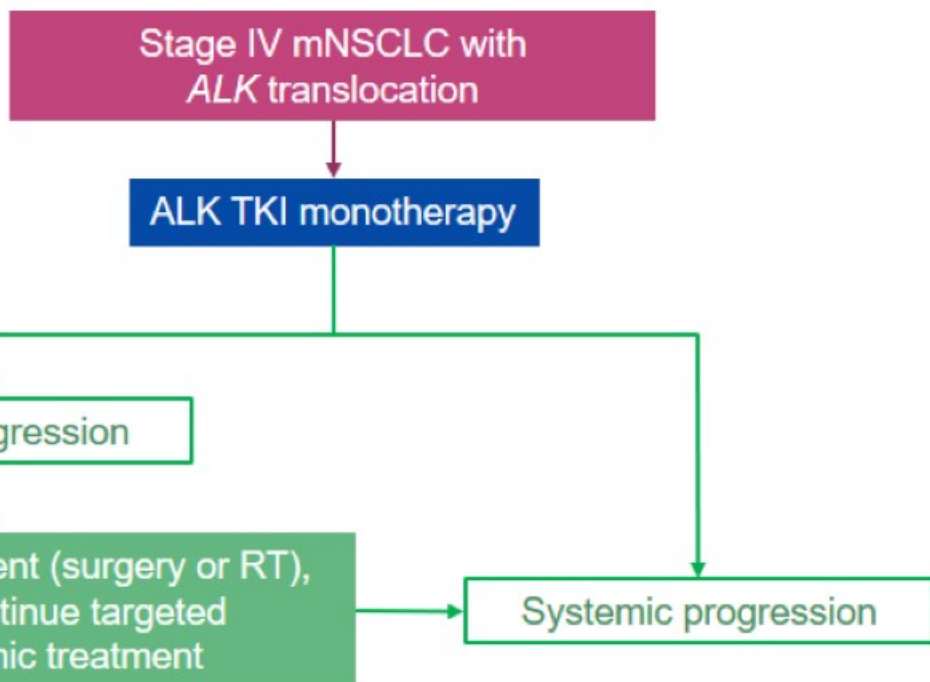 Stage IV mNSCLC with
ALK translocation
ALK TKI monotherapy
gression
ent (surgery or RT),
tinue targeted
nic treatment
Systemic progression